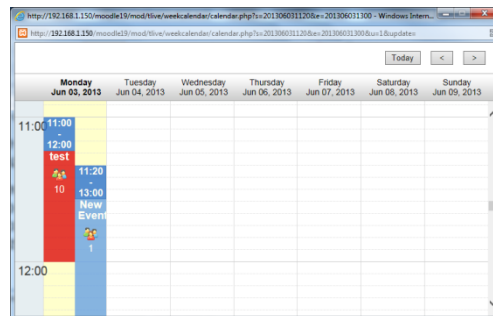 http://192.168.1.150/moodle19/mod/tlive/weekcalendar/calendar.php?s=201306031120&e=201306031300 - Windows Intern...
http://192.168.1.150/moodle19/mod/tlive/weekcalendar/calendar.php?s=201306031120&e=201306031300&u=1&update=
Today < >
Monday Tuesday Wednesday Thursday Friday Saturday Sunday
Jun 03, 2013 Jun 04, 2013 Jun 05, 2013 Jun 06, 2013 Jun 07, 2013 Jun 08, 2013 Jun 09, 2013
11:00 11:00
-
12:00
test
10
11:20
-
13:00
New
Event
1
12:00